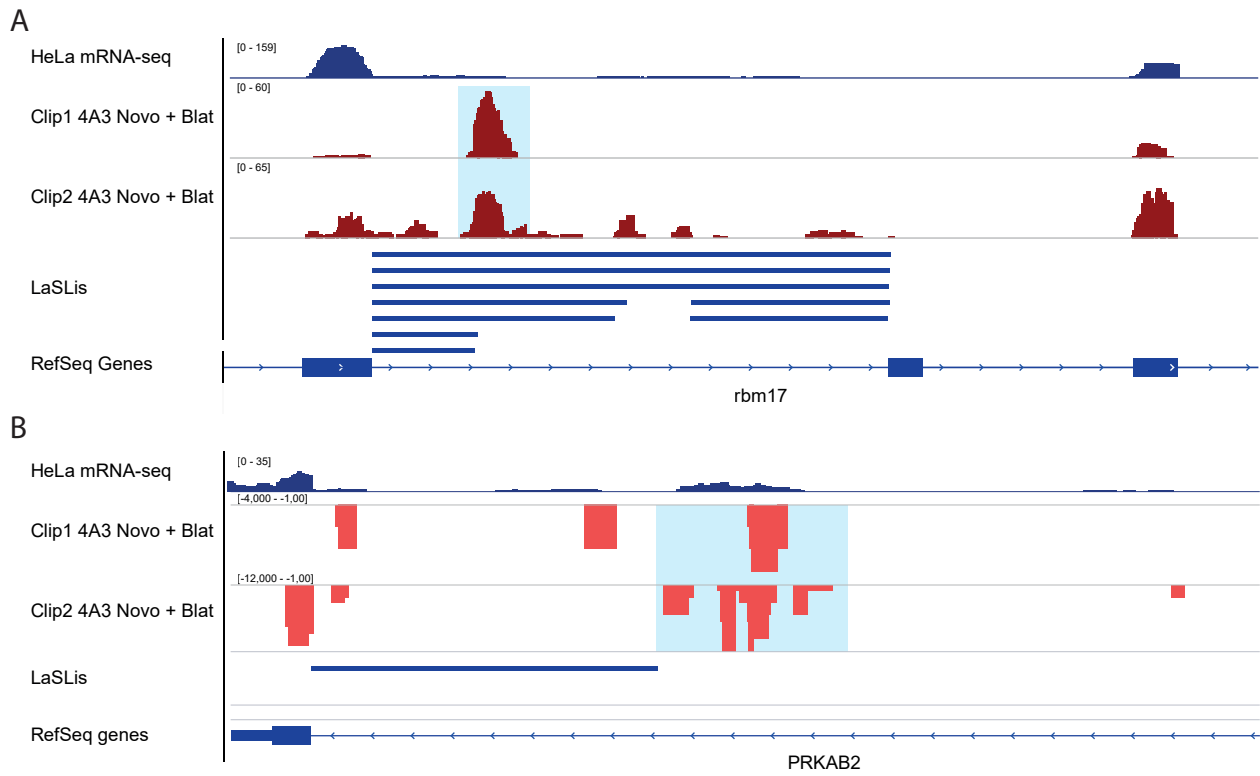 A
HeLa mRNA-seq
[0 - 159]
Clip1 4A3 Novo + Blat
[0 - 60]
Clip2 4A3 Novo + Blat
[0 - 65]
LaSLis
RefSeq Genes
rbm17
B
HeLa mRNA-seq
[0 - 35]
Clip1 4A3 Novo + Blat
[-4,000 - -1,00]
Clip2 4A3 Novo + Blat
[-12,000 - -1,00]
LaSLis
RefSeq genes
PRKAB2